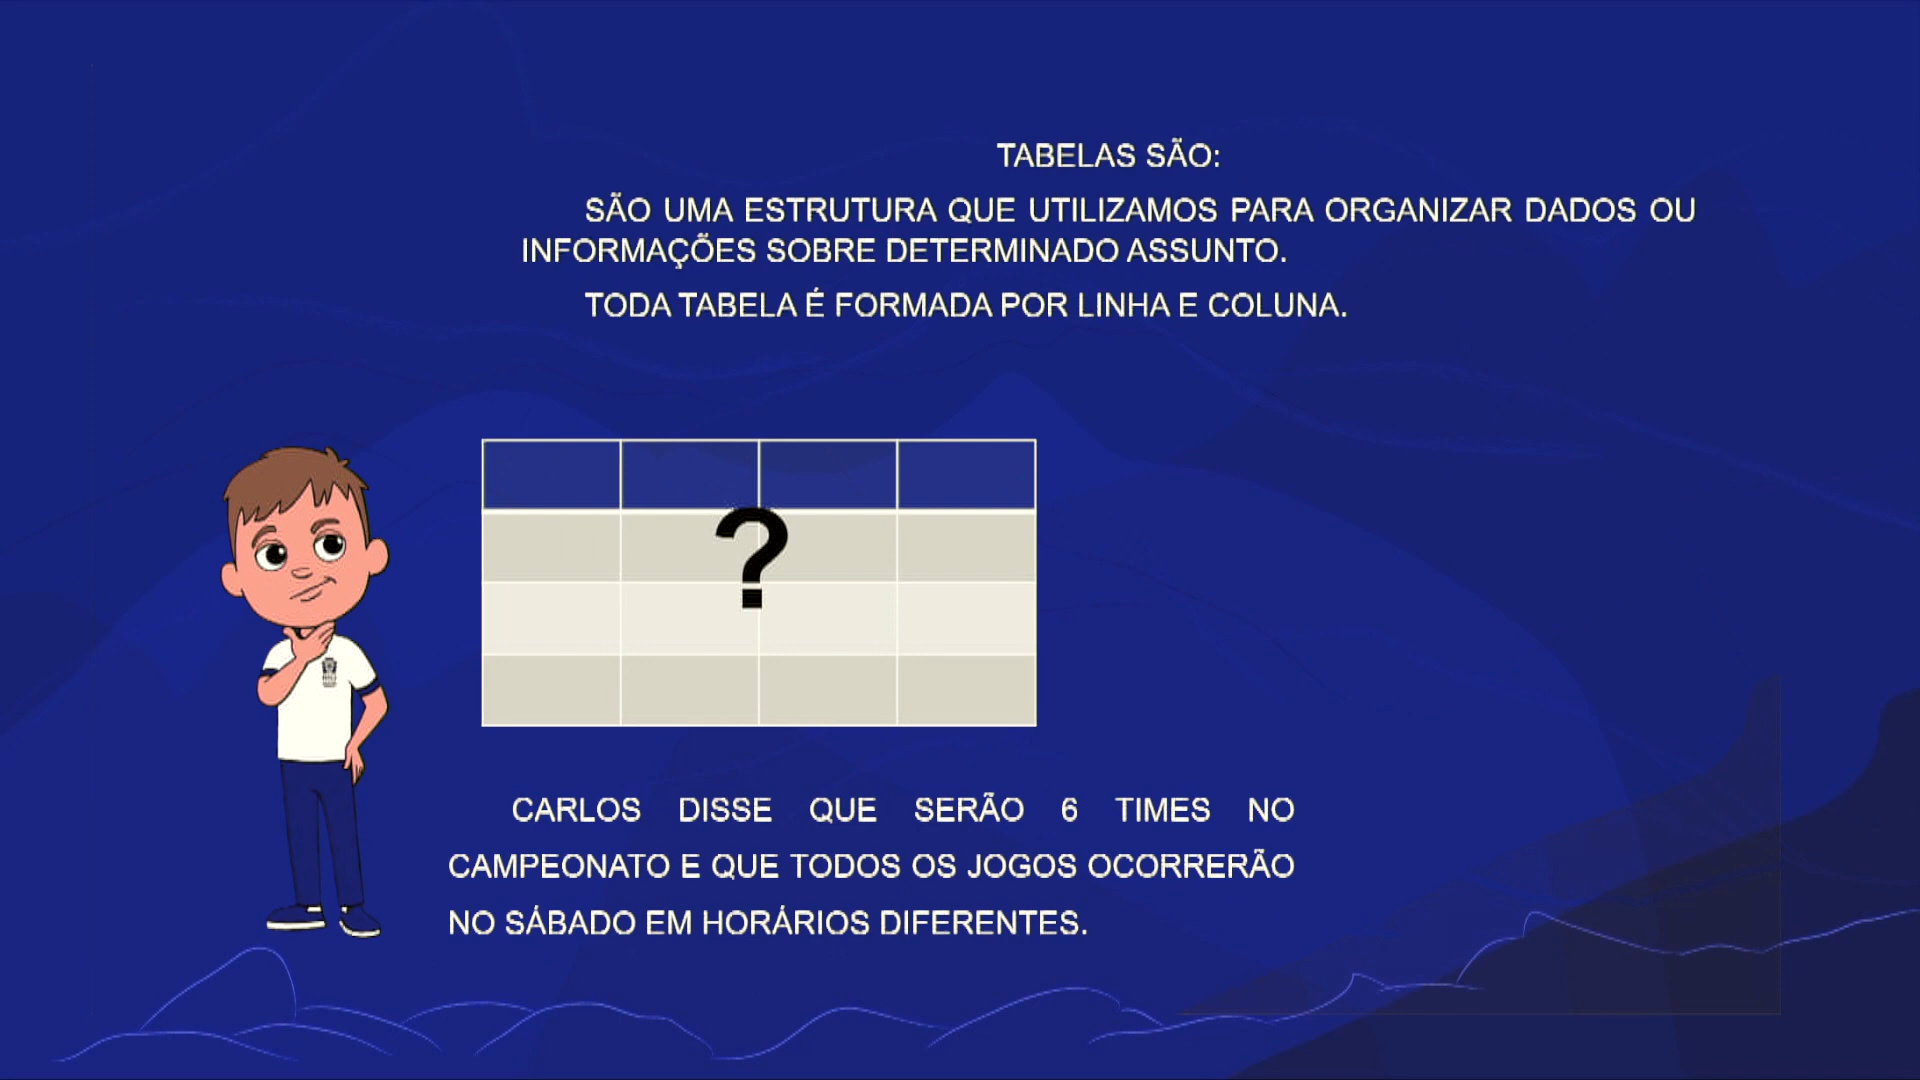 TABELAS SÃO:
SÃO UMA ESTRUTURA QUE UTILIZAMOS PARA ORGANIZAR DADOS OU
INFORMAÇÕES SOBRE DETERMINADO ASSUNTO.
TODA TABELA É FORMADA POR LINHA E COLUNA.
?
CARLOS DISSE QUE SERÃO 6 TIMES NO
CAMPEONATO E QUE TODOS OS JOGOS OCORRERÃO
NO SÁBADO EM HORÁRIOS DIFERENTES.